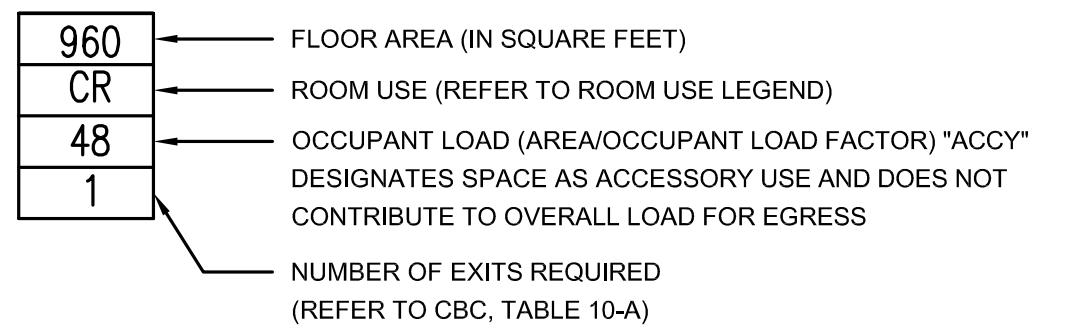 960
FLOOR AREA (IN SQUARE FEET)
CR
ROOM USE (REFER TO ROOM USE LEGEND)
48
OCCUPANT LOAD (AREA/OCCUPANT LOAD FACTOR) "ACCY"
DESIGNATES SPACE AS ACCESSORY USE AND DOES NOT
CONTRIBUTE TO OVERALL LOAD FOR EGRESS
1
NUMBER OF EXITS REQUIRED
(REFER TO CBC, TABLE 10-A)